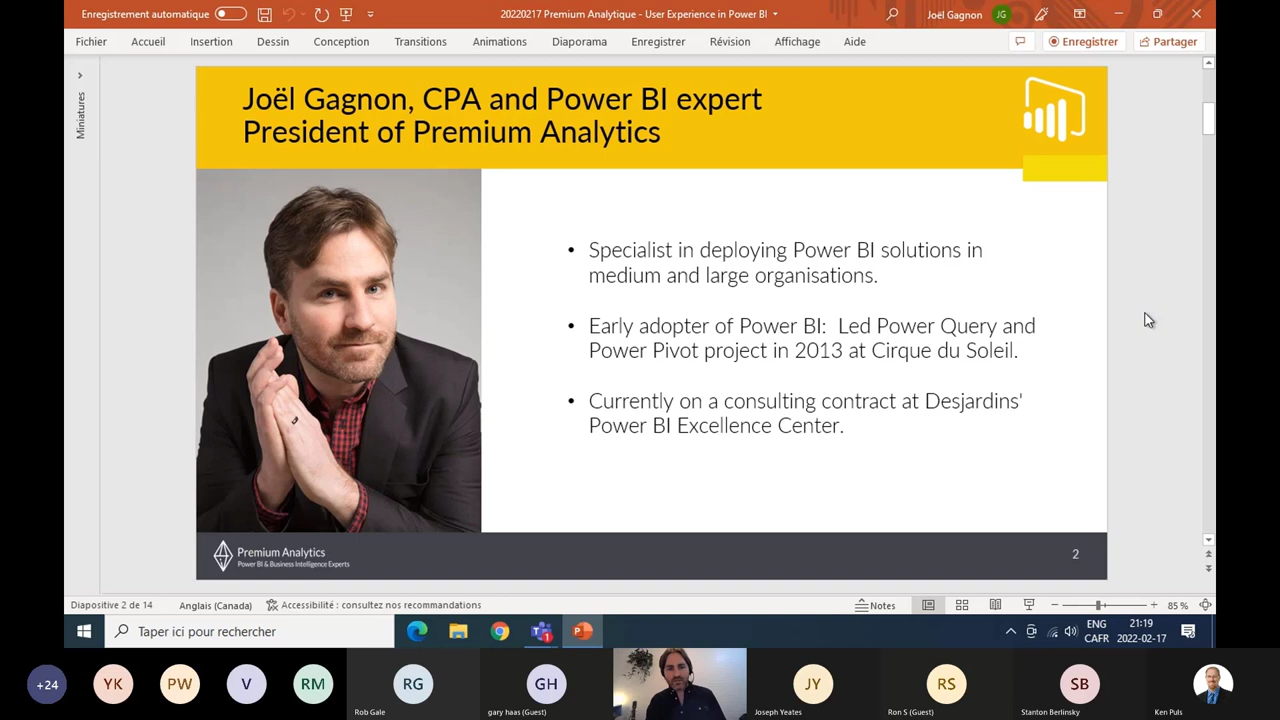 Enregistrement automatique
20220217 Premium Analytique - User Experience in Power BI
Joël Gagnon
JG
Fichier Accueil Insertion Dessin Conception Transitions Animations Diaporama Enregistrer Révision Affichage Aide
Enregistrer
Partager
Miniatures
Joël Gagnon, CPA and Power BI expert
President of Premium Analytics
• Specialist in deploying Power BI solutions in
medium and large organisations.
• Early adopter of Power BI: Led Power Query and
Power Pivot project in 2013 at Cirque du Soleil.
• Currently on a consulting contract at Desjardins'
Power BI Excellence Center.
Premium Analytics
Power BI & Business Intelligence Experts
2
Diapositive 2 de 14
Anglais (Canada)
Accessibilité : consultez nos recommandations
Notes
85 %
Taper ici pour rechercher
ENG
CAFR
21:19
2022-02-17
+24
YK
PW
V
RM
RG
Rob Gale
GH
gary haas (Guest)
JY
Joseph Yeates
RS
Ron S (Guest)
SB
Stanton Berlinsky
Ken Puls